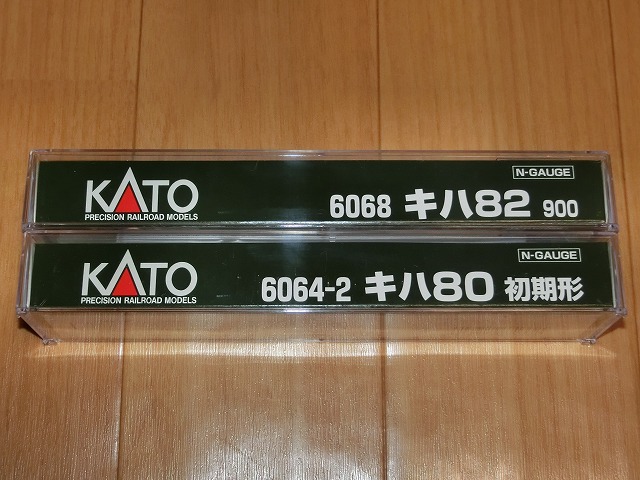 KATO
PRECISION RAILROAD MODELS
N-GAUGE
6068 キハ82 900
KATO
PRECISION RAILROAD MODELS
N-GAUGE
6064-2 キハ80 初期形